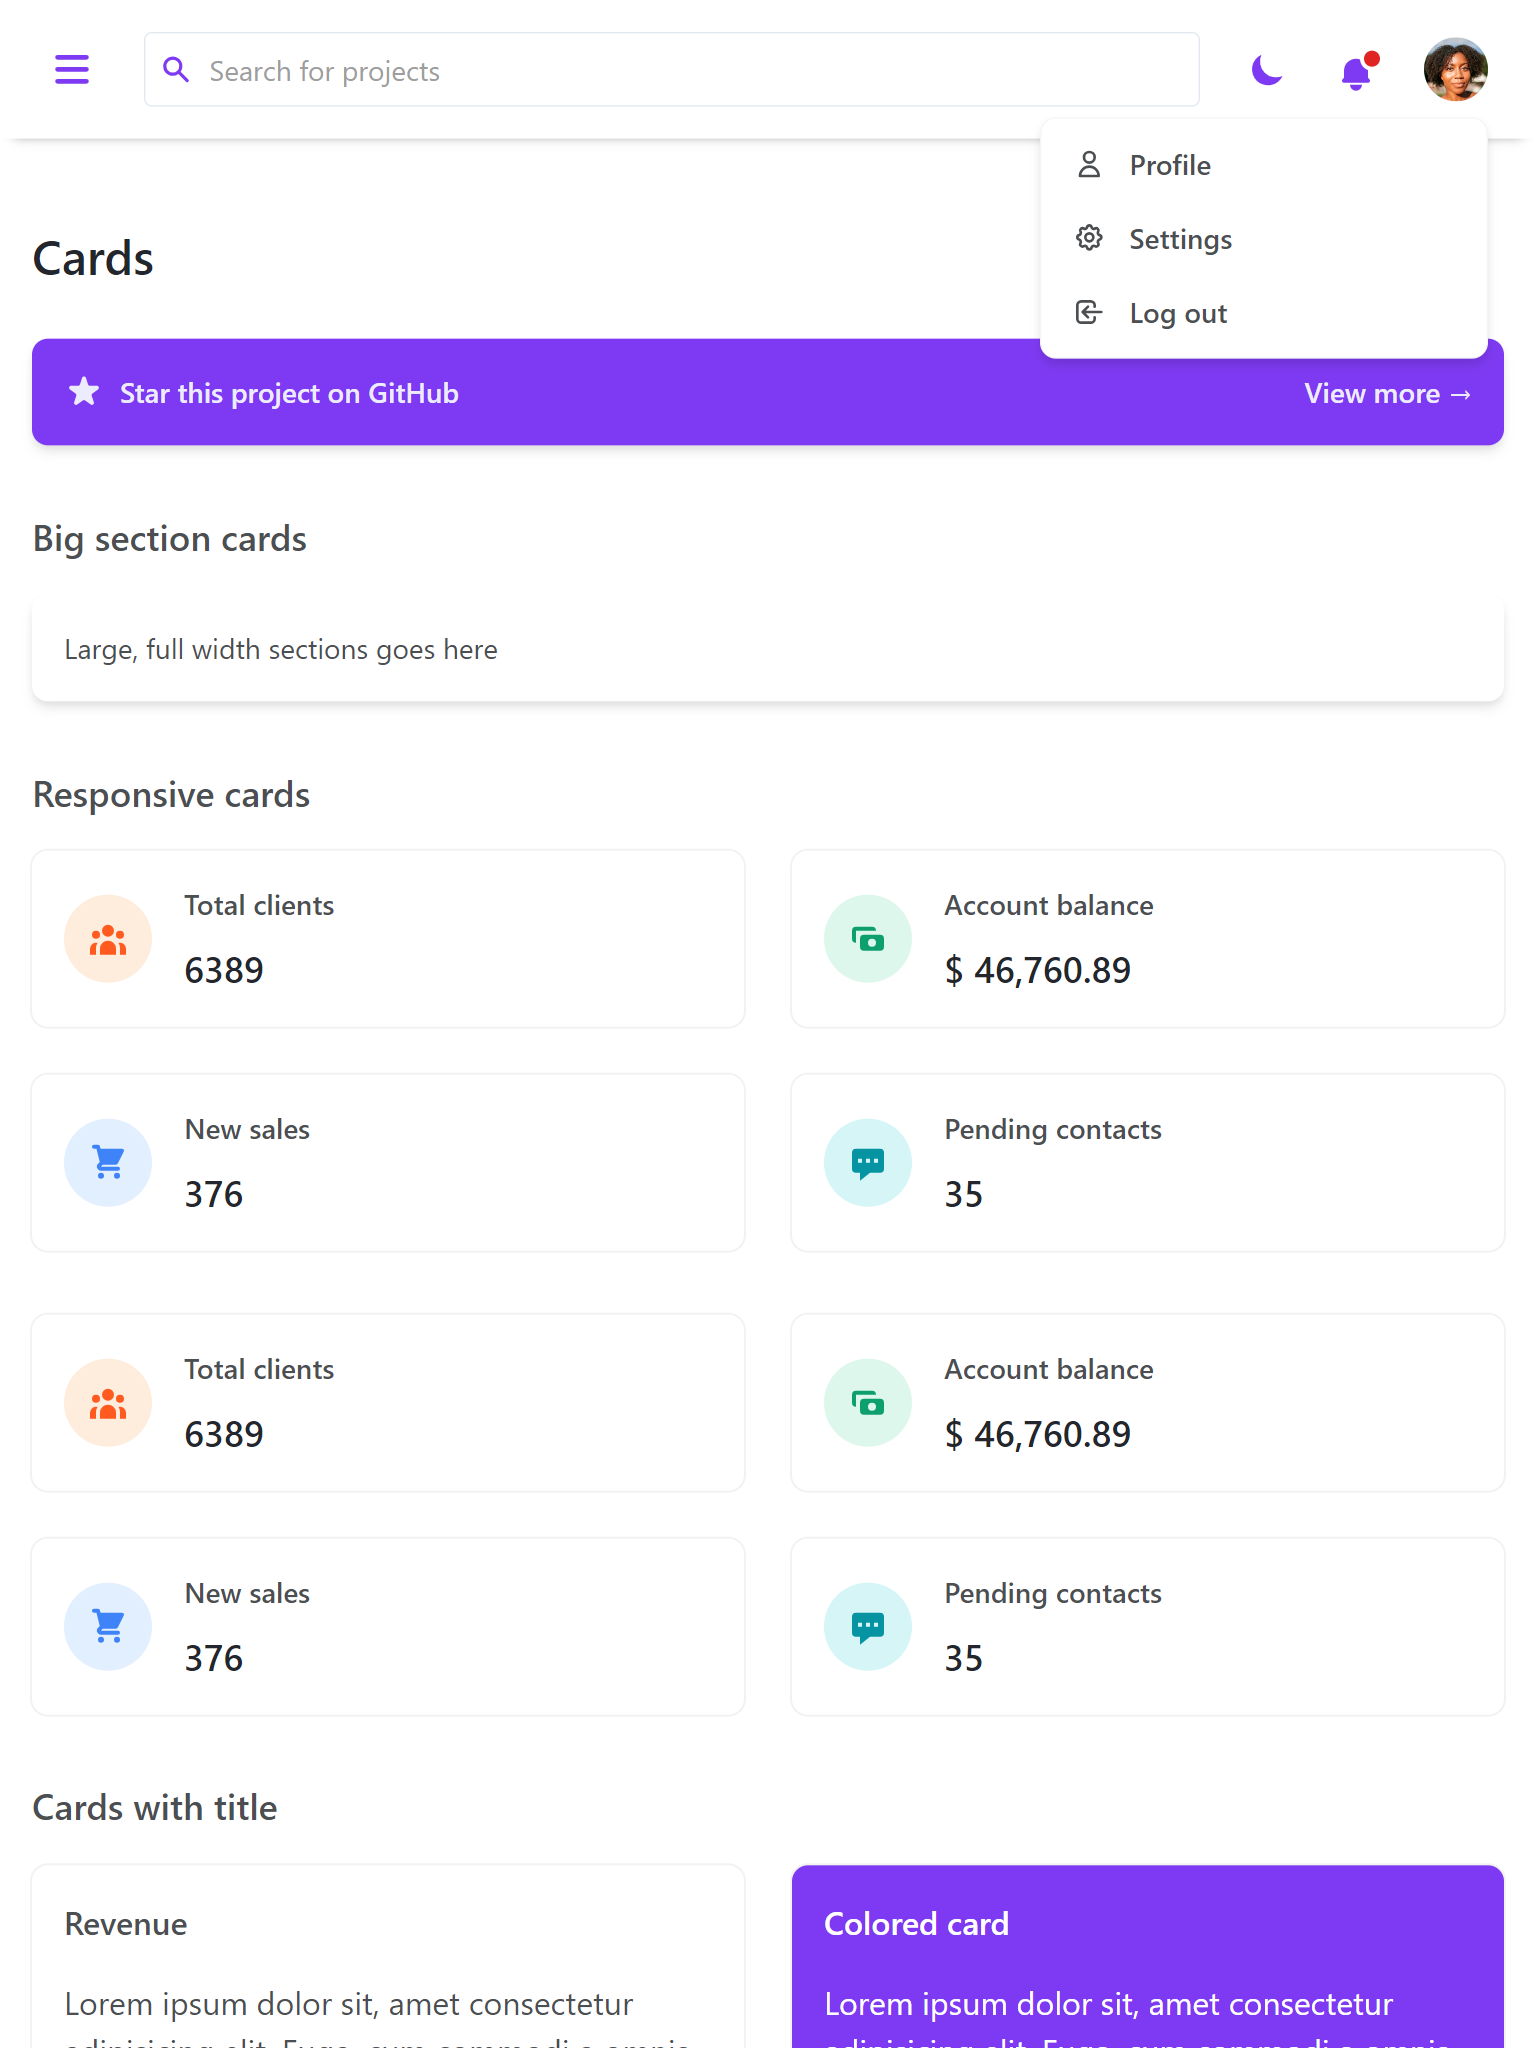 Search for projects
Profile
Settings
Log out
Cards
Star this project on GitHub
View more →
Big section cards
Large, full width sections goes here
Responsive cards
Total clients
6389
Account balance
$ 46,760.89
New sales
376
Pending contacts
35
Total clients
6389
Account balance
$ 46,760.89
New sales
376
Pending contacts
35
Cards with title
Revenue
Lorem ipsum dolor sit, amet consectetur
Colored card
Lorem ipsum dolor sit, amet consectetur